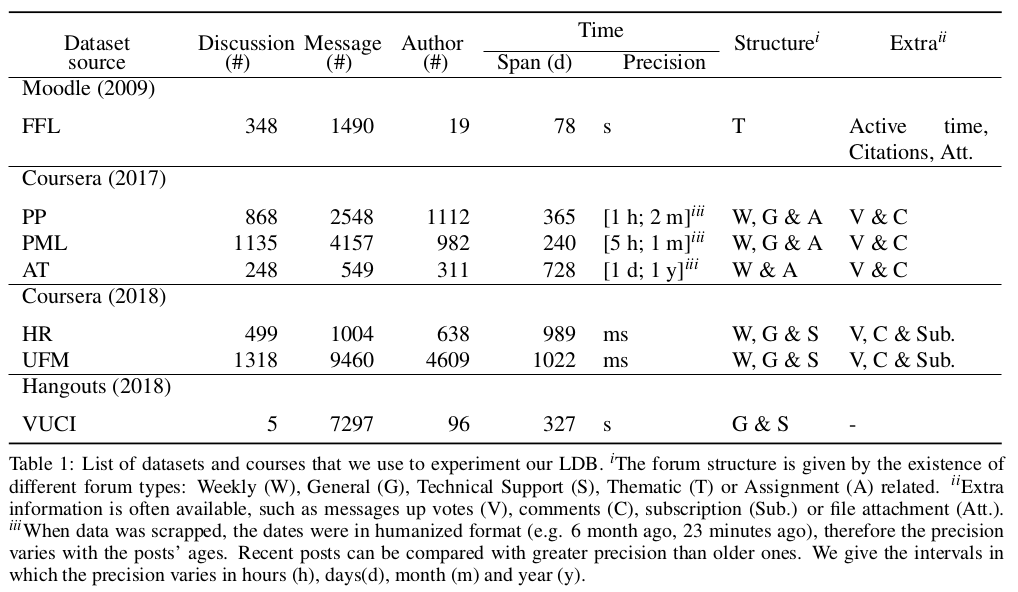 Dataset source Discussion (#) Message (#) Author (#) Time Span (d) Precision Structure^i Extra^ii
Moodle (2009)
FFL 348 1490 19 78 s T Active time, Citations, Att.
Coursera (2017)
PP 868 2548 1112 365 [1 h; 2 m]^iii W, G & A V & C
PML 1135 4157 982 240 [5 h; 1 m]^iii W, G & A V & C
AT 248 549 311 728 [1 d; 1 y]^iii W & A V & C
Coursera (2018)
HR 499 1004 638 989 ms W, G & S V, C & Sub.
UFM 1318 9460 4609 1022 ms W, G & S V, C & Sub.
Hangouts (2018)
VUCI 5 7297 96 327 s G & S -
Table 1: List of datasets and courses that we use to experiment our LDB. ^iThe forum structure is given by the existence of
different forum types: Weekly (W), General (G), Technical Support (S), Thematic (T) or Assignment (A) related. ^iiExtra
information is often available, such as messages up votes (V), comments (C), subscription (Sub.) or file attachment (Att.).
^iiiWhen data was scrapped, the dates were in humanized format (e.g. 6 month ago, 23 minutes ago), therefore the precision
varies with the posts' ages. Recent posts can be compared with greater precision than older ones. We give the intervals in
which the precision varies in hours (h), days(d), month (m) and year (y).